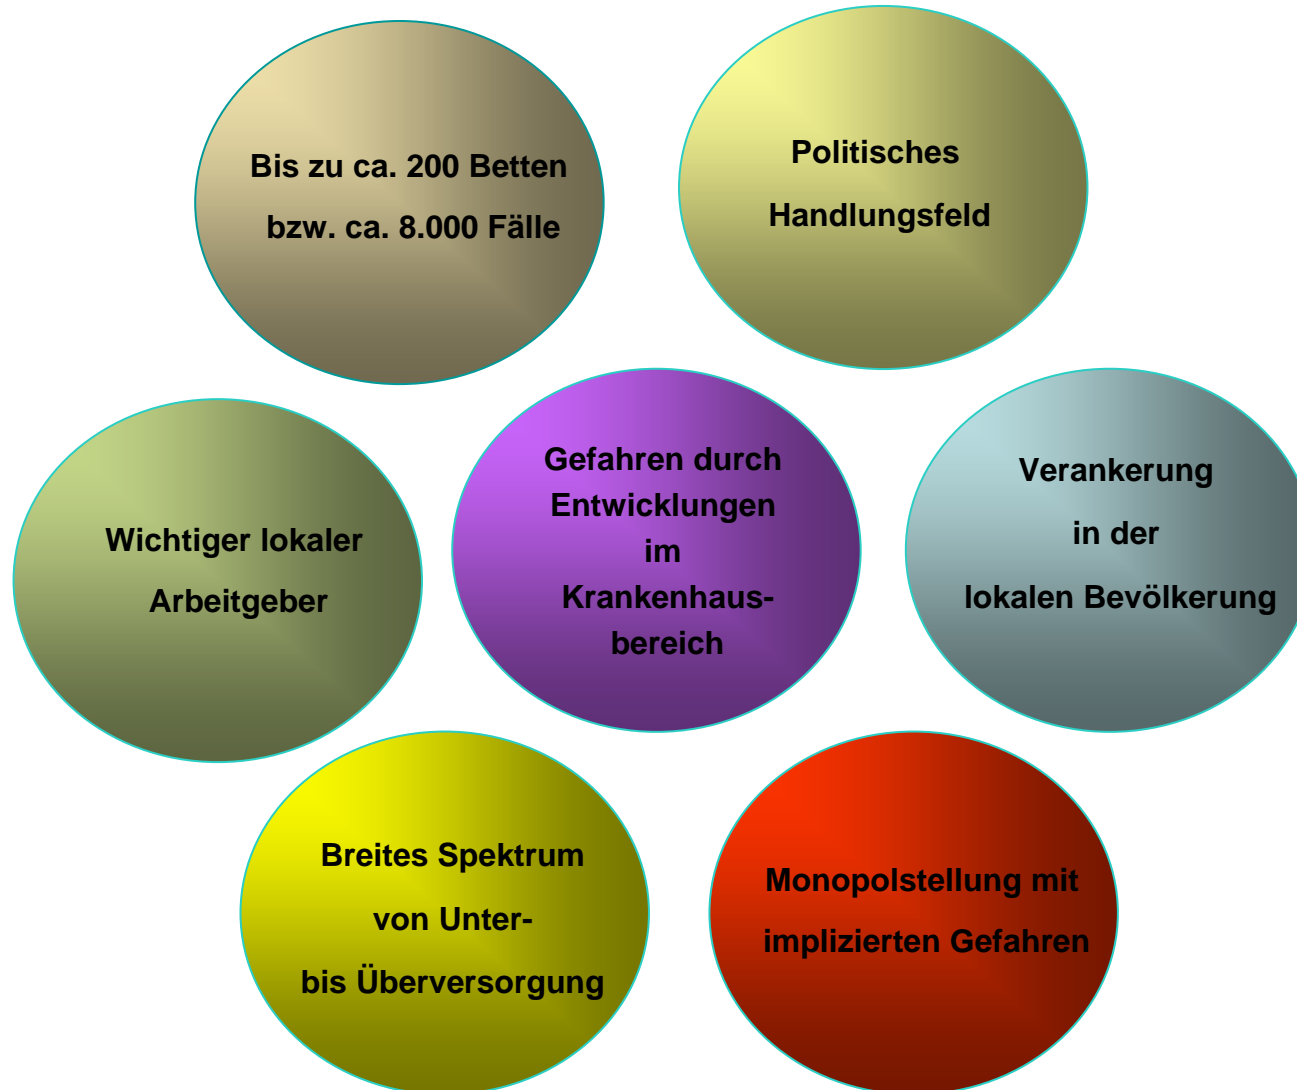 Bis zu ca. 200 Betten
bzw. ca. 8.000 Fälle
Politisches
Handlungsfeld
Wichtiger lokaler
Arbeitgeber
Gefahren durch
Entwicklungen
im
Krankenhaus-
bereich
Verankerung
in der
lokalen Bevölkerung
Breites Spektrum
von Unter-
bis Überversorgung
Monopolstellung mit
implizierten Gefahren